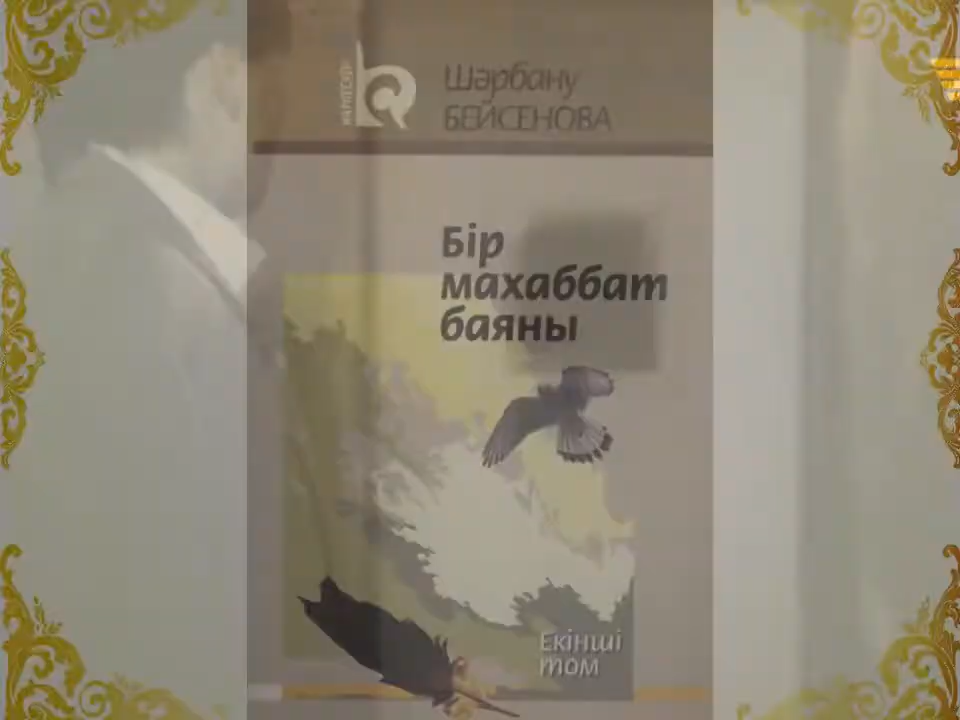 Шәрбану
БЕЙСЕНОВА
Бір
махаббат
баяны
Екінші
том